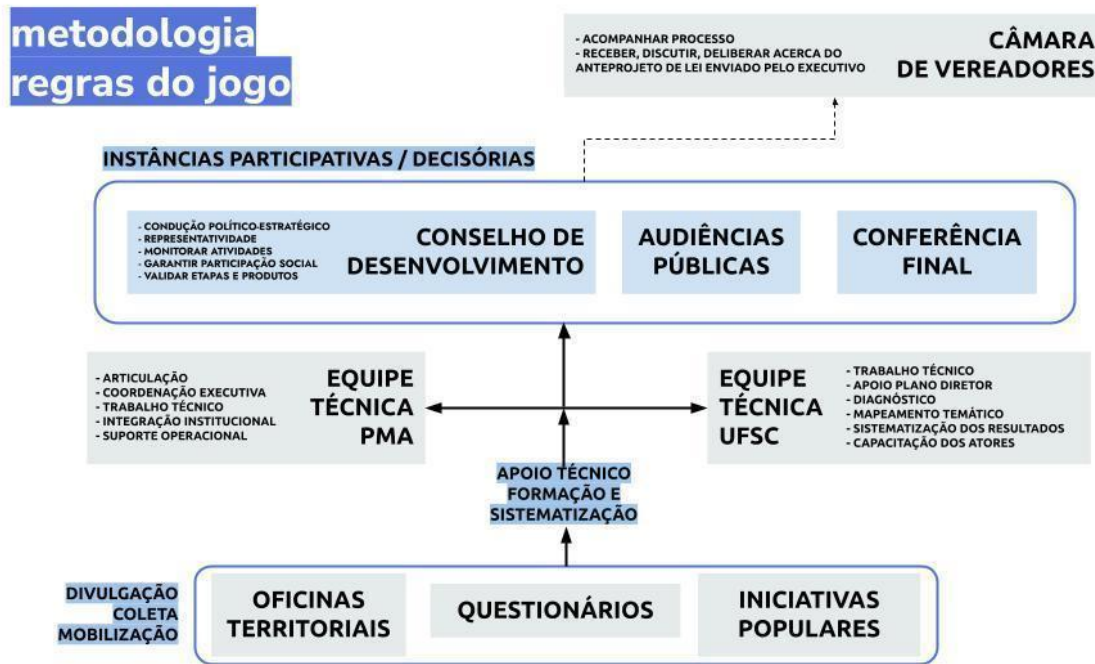 metodologia
regras do jogo
- ACOMPANHAR PROCESSO
- RECEBER, DISCUTIR, DELIBERAR ACERCA DO
ANTEPROJETO DE LEI ENVIADO PELO EXECUTIVO
CÂMARA
DE VEREADORES
INSTÂNCIAS PARTICIPATIVAS / DECISÓRIAS
- CONDUÇÃO POLÍTICO-ESTRATÉGICO
- REPRESENTATIVIDADE
- MONITORAR ATIVIDADES
- GARANTIR PARTICIPAÇÃO SOCIAL
- VALIDAR ETAPAS E PRODUTOS
CONSELHO DE
DESENVOLVIMENTO
AUDIÊNCIAS
PÚBLICAS
CONFERÊNCIA
FINAL
- ARTICULAÇÃO
- COORDENAÇÃO EXECUTIVA
- TRABALHO TÉCNICO
- INTEGRAÇÃO INSTITUCIONAL
- SUPORTE OPERACIONAL
EQUIPE
TÉCNICA
PMA
EQUIPE
TÉCNICA
UFSC
- TRABALHO TÉCNICO
- APOIO PLANO DIRETOR
- DIAGNÓSTICO
- MAPEAMENTO TEMÁTICO
- SISTEMATIZAÇÃO DOS RESULTADOS
- CAPACITAÇÃO DOS ATORES
APOIO TÉCNICO
FORMAÇÃO E
SISTEMATIZAÇÃO
DIVULGAÇÃO
COLETA
MOBILIZAÇÃO
OFICINAS
TERRITORIAIS
QUESTIONÁRIOS
INICIATIVAS
POPULARES